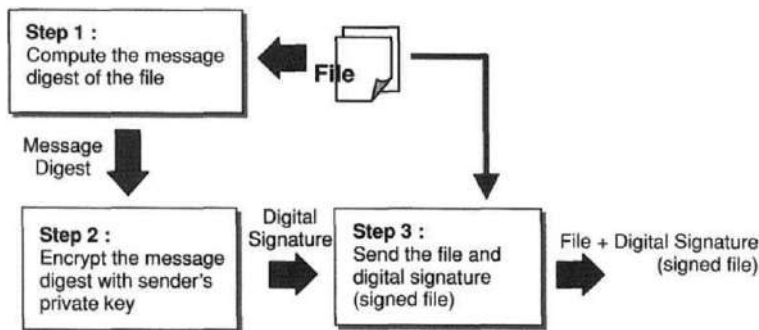 Step 1 :
Compute the message
digest of the file
File
Message
Digest
Step 2 :
Encrypt the message
digest with sender's
private key
Digital
Signature
Step 3 :
Send the file and
digital signature
(signed file)
File + Digital Signature
(signed file)